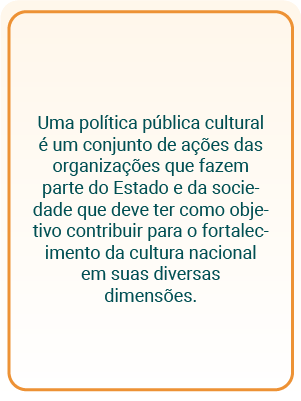 Uma política pública cultural
é um conjunto de ações das
organizações que fazem
parte do Estado e da socie-
dade que deve ter como obje-
tivo contribuir para o fortalec-
imento da cultura nacional
em suas diversas
dimensões.